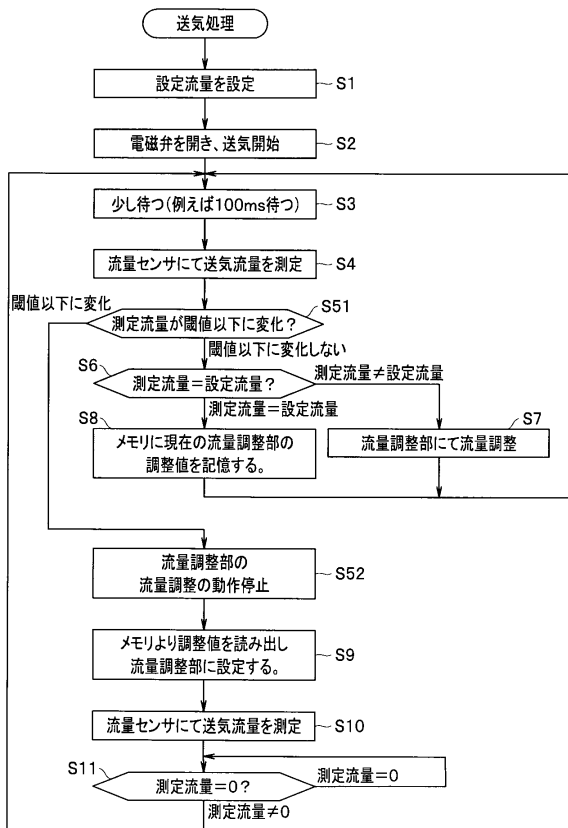 送気処理
設定流量を設定
S1
電磁弁を開き、送気開始
S2
少し待つ(例えば100ms待つ)
S3
流量センサにて送気流量を測定
S4
閾値以下に変化
S51
測定流量が閾値以下に変化？
閾値以下に変化しない
S6
測定流量＝設定流量？
測定流量≠設定流量
測定流量＝設定流量
S8
メモリに現在の流量調整部の
調整値を記憶する。
S7
流量調整部にて流量調整
流量調整部の
流量調整の動作停止
S52
メモリより調整値を読み出し
流量調整部に設定する。
S9
流量センサにて送気流量を測定
S10
S11
測定流量＝0？
測定流量＝0
測定流量≠0